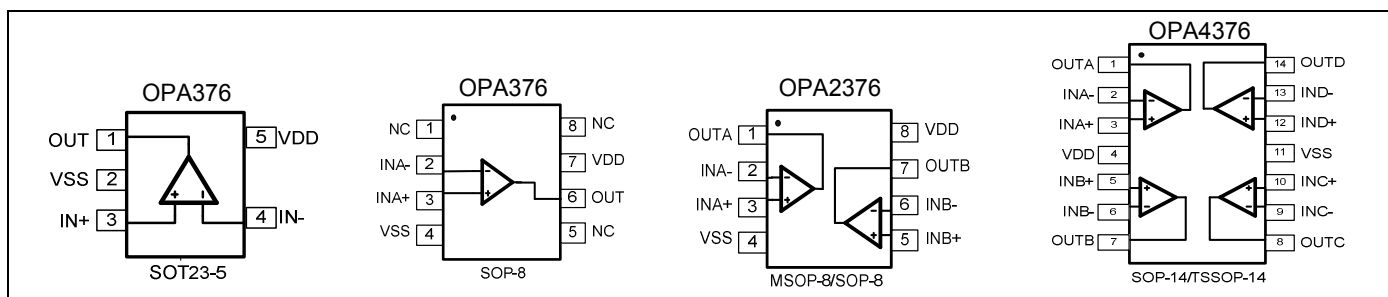 OPA376
OUT 1 5 VDD
VSS 2
IN+ 3 4 IN-
+ -
SOT23-5
OPA376
NC 1 8 NC
INA- 2 - 7 VDD
INA+ 3 + 6 OUT
VSS 4 5 NC
SOP-8
OPA2376
OUTA 1 8 VDD
INA- 2 - 7 OUTB
INA+ 3 + - 6 INB-
VSS 4 + 5 INB+
MSOP-8/SOP-8
OPA4376
OUTA 1 14 OUTD
INA- 2 - - 13 IND-
INA+ 3 + + 12 IND+
VDD 4 11 VSS
INB+ 5 + + 10 INC+
INB- 6 - - 9 INC-
OUTB 7 8 OUTC
SOP-14/TSSOP-14